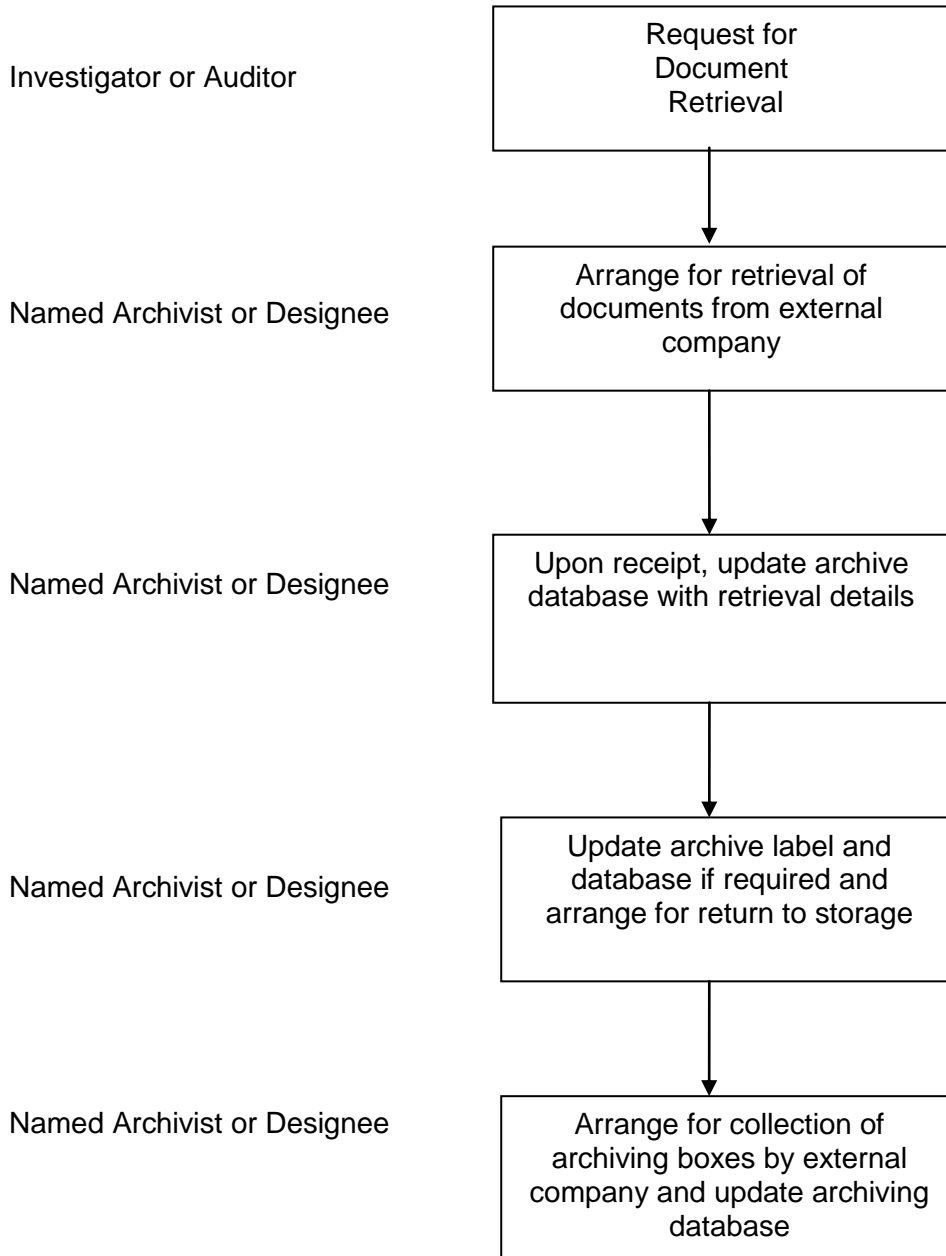 Investigator or Auditor
Request for
Document
Retrieval
Named Archivist or Designee
Arrange for retrieval of
documents from external
company
Named Archivist or Designee
Upon receipt, update archive
database with retrieval details
Named Archivist or Designee
Update archive label and
database if required and
arrange for return to storage
Named Archivist or Designee
Arrange for collection of
archiving boxes by external
company and update archiving
database